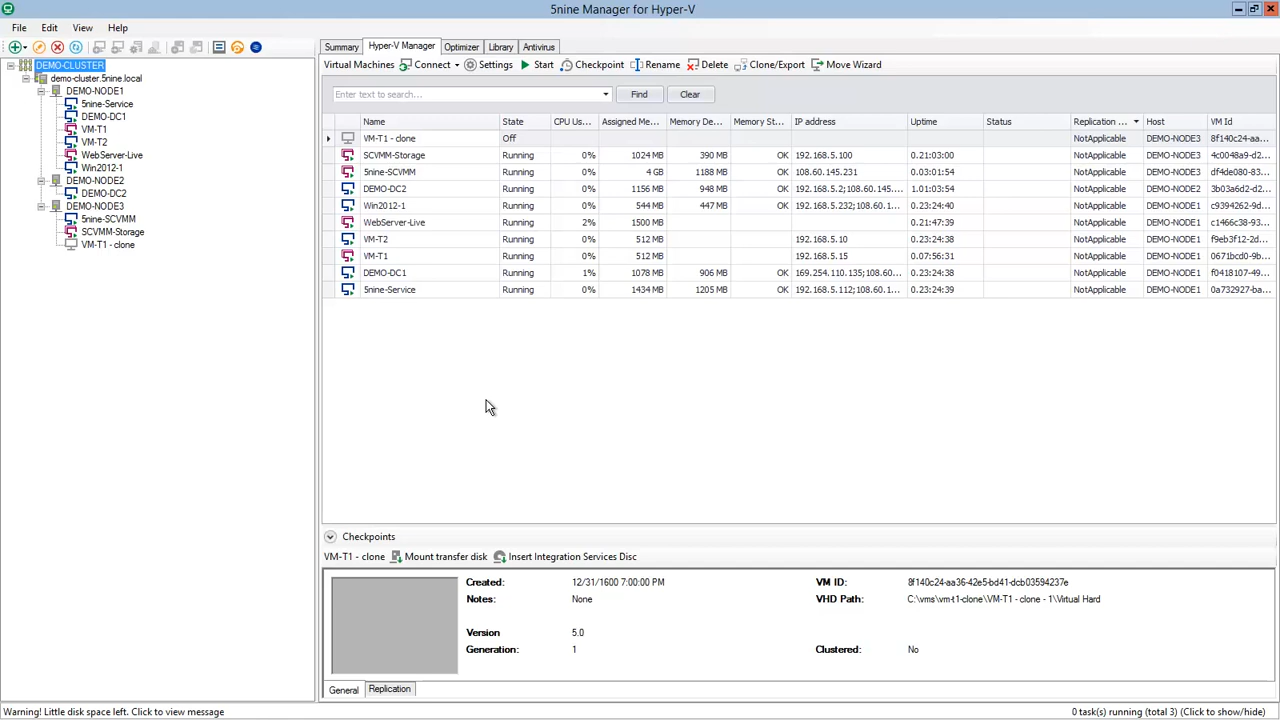 5nine Manager for Hyper-V
File Edit View Help
DEMO-CLUSTER
demo-cluster.5nine.local
DEMO-NODE1
5nine-Service
DEMO-DC1
VM-T1
VM-T2
WebServer-Live
Win2012-1
DEMO-NODE2
DEMO-DC2
DEMO-NODE3
5nine-SCVMM
SCVMM-Storage
VM-T1 - clone
Summary Hyper-V Manager Optimizer Library Antivirus
Virtual Machines Connect Settings Start Checkpoint Rename Delete Clone/Export Move Wizard
Enter text to search... Find Clear
Name State CPU Us... Assigned Me... Memory De... Memory St... IP address Uptime Status Replication ... Host VM Id
VM-T1 - clone Off NotApplicable DEMO-NODE3 8f140c24-aa...
SCVMM-Storage Running 0% 1024 MB 390 MB OK 192.168.5.100 0.21:03:00 NotApplicable DEMO-NODE3 4c0048a9-d2...
5nine-SCVMM Running 0% 4 GB 1188 MB OK 108.60.145.231 0.03:01:54 NotApplicable DEMO-NODE3 df4de080-83...
DEMO-DC2 Running 0% 1156 MB 948 MB OK 192.168.5.2;108.60.145.... 1.01:03:54 NotApplicable DEMO-NODE2 3b03a6d2-d2...
Win2012-1 Running 0% 544 MB 447 MB OK 192.168.5.232;108.60.1... 0.23:24:40 NotApplicable DEMO-NODE1 c9394262-9d...
WebServer-Live Running 2% 1500 MB 0.21:47:39 NotApplicable DEMO-NODE1 c1466c38-93...
VM-T2 Running 0% 512 MB 192.168.5.10 0.23:24:38 NotApplicable DEMO-NODE1 f9eb3f12-2d...
VM-T1 Running 0% 512 MB 192.168.5.15 0.07:56:31 NotApplicable DEMO-NODE1 0671bcd0-9b...
DEMO-DC1 Running 1% 1078 MB 906 MB OK 169.254.110.135;108.60... 0.23:24:38 NotApplicable DEMO-NODE1 f0418107-49...
5nine-Service Running 0% 1434 MB 1205 MB OK 192.168.5.112;108.60.1... 0.23:24:39 NotApplicable DEMO-NODE1 0a732927-ba...
Checkpoints
VM-T1 - clone Mount transfer disk Insert Integration Services Disc
Created: 12/31/1600 7:00:00 PM VM ID: 8f140c24-aa36-42e5-bd41-dcb03594237e
Notes: None VHD Path: C:\vms\vm-t1-clone\VM-T1 - clone - 1\Virtual Hard
Version 5.0
Generation: 1 Clustered: No
General Replication
Warning! Little disk space left. Click to view message 0 task(s) running (total 3) (Click to show/hide)